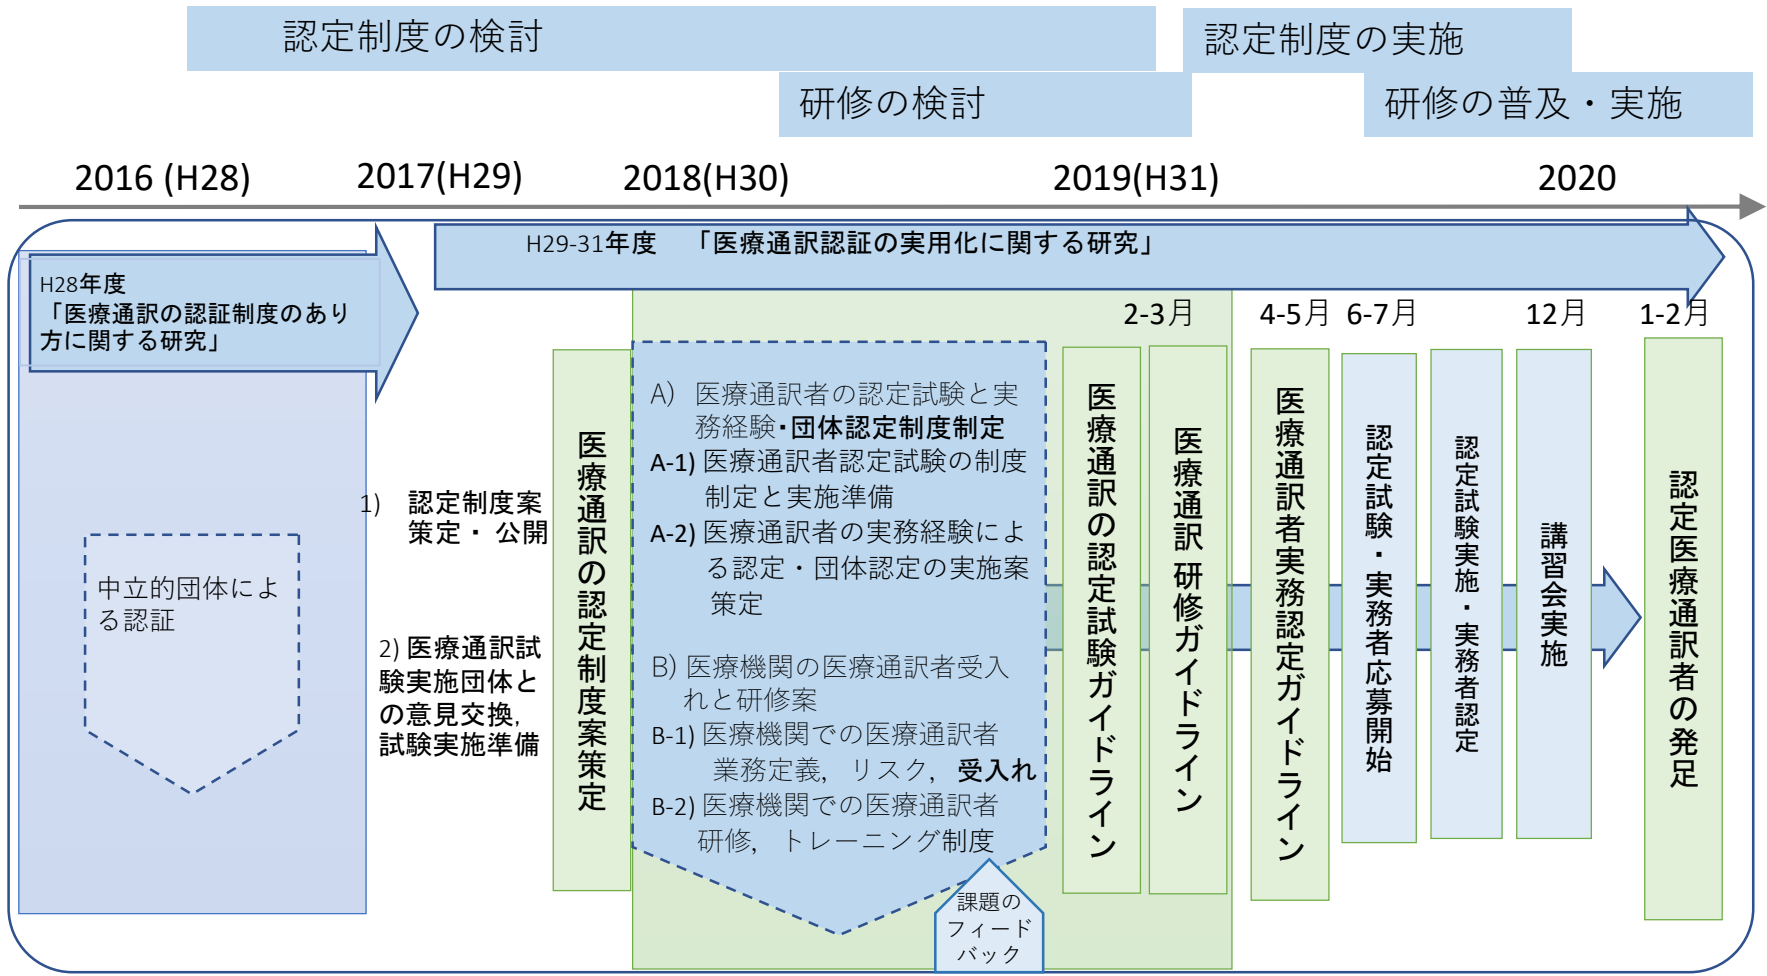 認定制度の検討
認定制度の実施
研修の検討
研修の普及・実施
2016 (H28)
2017(H29)
2018(H30)
2019(H31)
2020
H28年度
「医療通訳の認証制度のあり
方に関する研究」
H29-31年度 「医療通訳認証の実用化に関する研究」
2-3月
4-5月
6-7月
12月
1-2月
中立的団体によ
る認証
1) 認定制度案
策定・ 公開
2) 医療通訳試
験実施団体と
の意見交換,
試験実施準備
医療通訳の認定制度案策定
A) 医療通訳者の認定試験と実
務経験・団体認定制度制定
A-1) 医療通訳者認定試験の制度
制定と実施準備
A-2) 医療通訳者の実務経験によ
る認定・団体認定の実施案
策定
B) 医療機関の医療通訳者受入
れと研修案
B-1) 医療機関での医療通訳者
業務定義, リスク, 受入れ
B-2) 医療機関での医療通訳者
研修, トレーニング制度
課題の
フィード
バック
医療通訳の認定試験ガイドライン
医療通訳 研修ガイドライン
医療通訳者実務認定ガイドライン
認定試験・実務者応募開始
認定試験実施・実務者認定
講習会実施
認定医療通訳者の発足